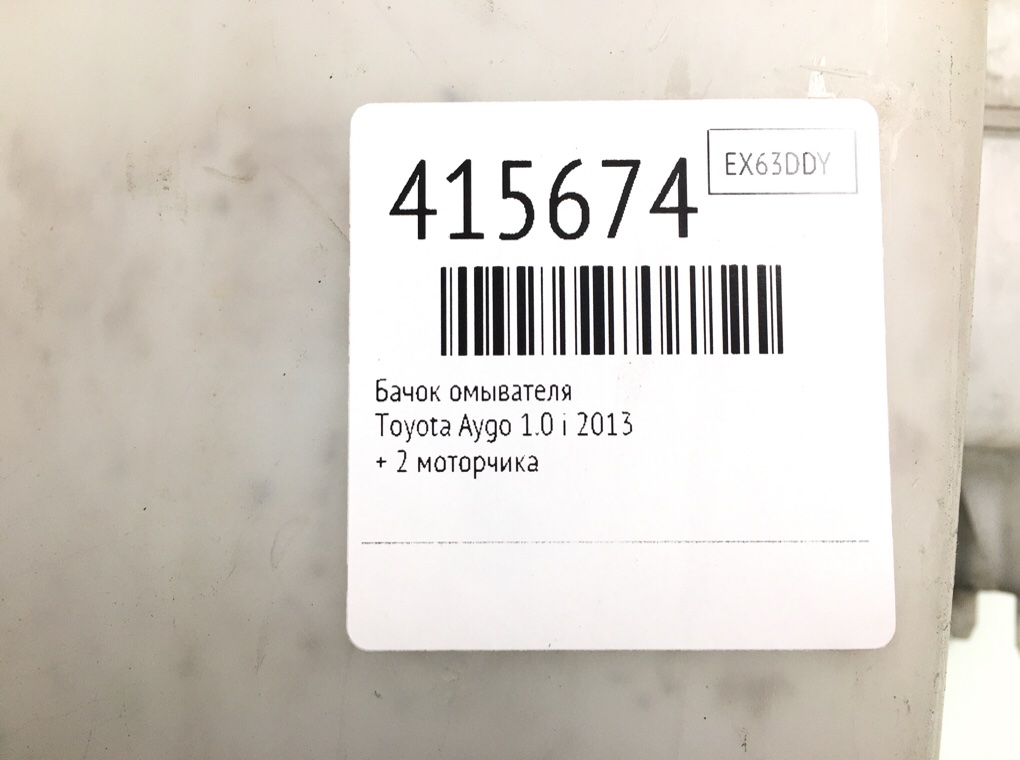 415674
EX63DDY
Бачок омывателя
Toyota Aygo 1.0 i 2013
+ 2 моторчика